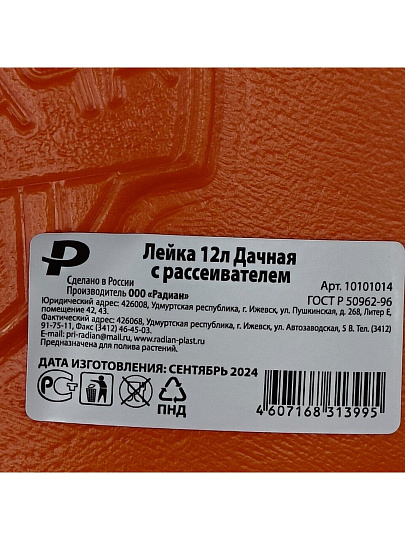 Лейка 12л Дачная
с рассеивателем
Сделано в России
Производитель ООО «Радиан»
Арт. 10101014
ГОСТ Р 50962-96
Юридический адрес: 426008, Удмуртская республика, г. Ижевск, ул. Пушкинская, д. 268, Литер Е,
помещение 42, 43.
Фактический адрес: 426068, Удмуртская республика, г. Ижевск, ул. Автозаводская, 5 В. Тел. (3412)
91-75-11, Факс (3412) 46-45-03.
E-mail: pri-radian@mail.ru, www.radian-plast.ru
Предназначена для полива растений.
ДАТА ИЗГОТОВЛЕНИЯ: СЕНТЯБРЬ 2024
ПНД
4 607168 313995